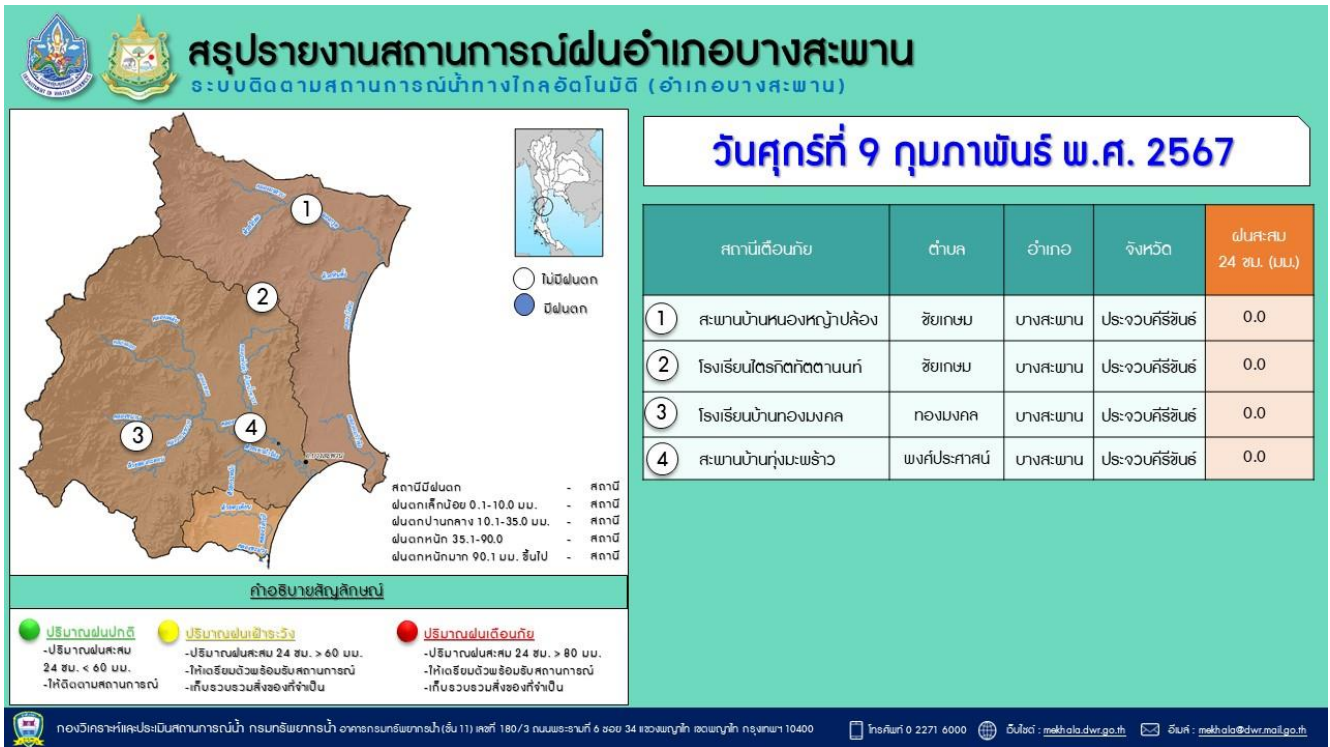 สรุปรายงานสถานการณ์ฝนอำเภอบางสะพาน
ระบบติดตามสถานการณ์น้ำทางไกลอัตโนมัติ (อำเภอบางสะพาน)
วันศุกร์ที่ 9 กุมภาพันธ์ พ.ศ. 2567
1
2
3
4
ไม่มีฝนตก
มีฝนตก
สถานีมีฝนตก - สถานี
ฝนตกเล็กน้อย 0.1-10.0 มม. - สถานี
ฝนตกปานกลาง 10.1-35.0 มม. - สถานี
ฝนตกหนัก 35.1-90.0 - สถานี
ฝนตกหนักมาก 90.1 มม. ขึ้นไป - สถานี
สถานีเตือนภัย ตำบล อำเภอ จังหวัด ฝนสะสม
24 ชม. (มม.)
1 สะพานบ้านหนองหญ้าปล้อง ชัยเกษม บางสะพาน ประจวบคีรีขันธ์ 0.0
2 โรงเรียนไตรกิตทัตตานนท์ ชัยเกษม บางสะพาน ประจวบคีรีขันธ์ 0.0
3 โรงเรียนบ้านทองมงคล ทองมงคล บางสะพาน ประจวบคีรีขันธ์ 0.0
4 สะพานบ้านทุ่งมะพร้าว พงศ์ประศาสน์ บางสะพาน ประจวบคีรีขันธ์ 0.0
คำอธิบายสัญลักษณ์
ปริมาณฝนปกติ
-ปริมาณฝนสะสม
24 ชม. < 60 มม.
-ให้ติดตามสถานการณ์
ปริมาณฝนเฝ้าระวัง
-ปริมาณฝนสะสม 24 ชม. > 60 มม.
-ให้เตรียมตัวพร้อมรับสถานการณ์
-เก็บรวบรวมสิ่งของที่จำเป็น
ปริมาณฝนเตือนภัย
-ปริมาณฝนสะสม 24 ชม. > 80 มม.
-ให้เตรียมตัวพร้อมรับสถานการณ์
-เก็บรวบรวมสิ่งของที่จำเป็น
กองวิเคราะห์และประเมินสถานการณ์น้ำ กรมทรัพยากรน้ำ อาคารกรมทรัพยากรน้ำ (ชั้น 11) เลขที่ 180/3 ถนนพระรามที่ 6 ซอย 34 แขวงพญาไท เขตพญาไท กรุงเทพฯ 10400 โทรศัพท์ 0 2271 6000 เว็บไซต์ : mekhala.dwr.go.th อีเมล์ : mekhala@dwr.mail.go.th